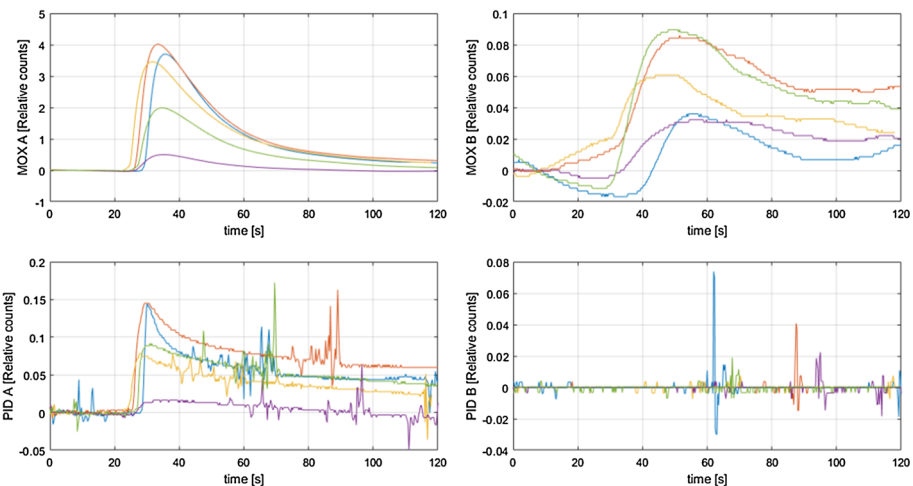 MOX A [Relative counts]
5
4
3
2
1
0
-1
0 20 40 60 80 100 120
time [s]
MOX B [Relative counts]
0.1
0.08
0.06
0.04
0.02
0
-0.02
0 20 40 60 80 100 120
time [s]
PID A [Relative counts]
0.2
0.15
0.1
0.05
0
-0.05
0 20 40 60 80 100 120
time [s]
PID B [Relative counts]
0.08
0.06
0.04
0.02
0
-0.02
-0.04
0 20 40 60 80 100 120
time [s]